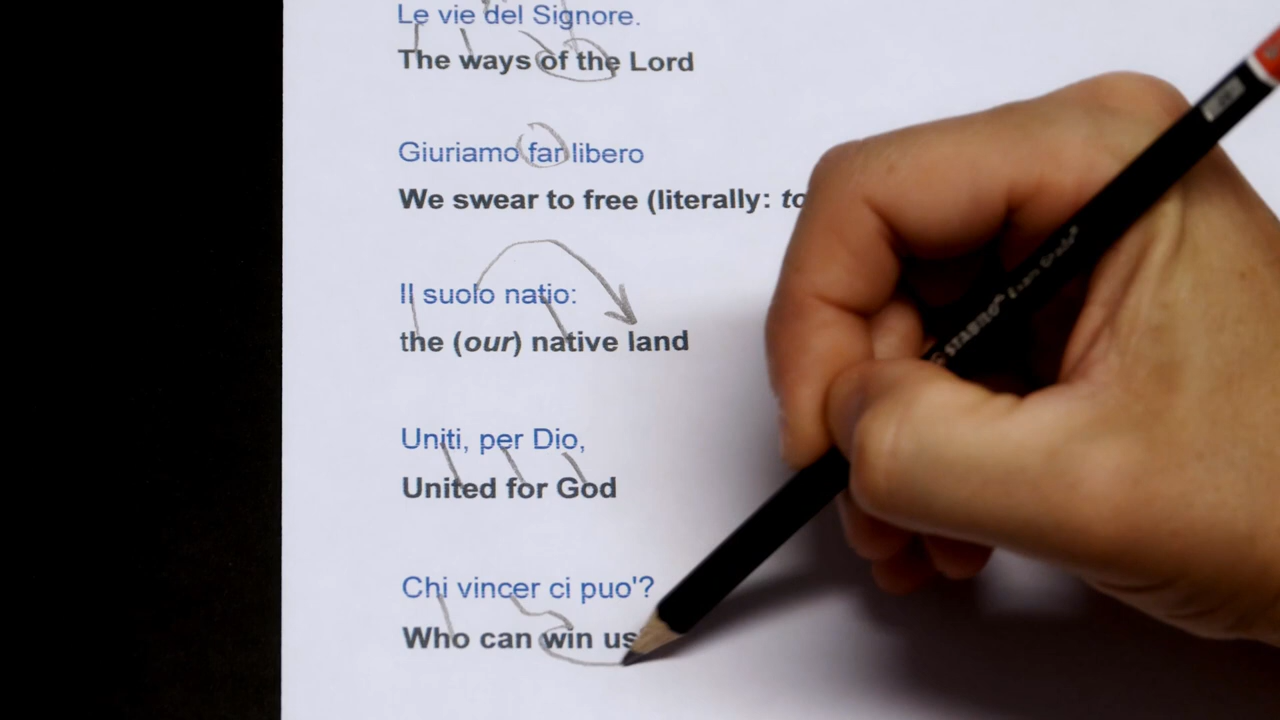 Le vie del Signore.
The ways of the Lord
Giuriamo far libero
We swear to free (literally: to
Il suolo natio:
the (our) native land
Uniti, per Dio,
United for God
Chi vincer ci puo'?
Who can win us
STABILO